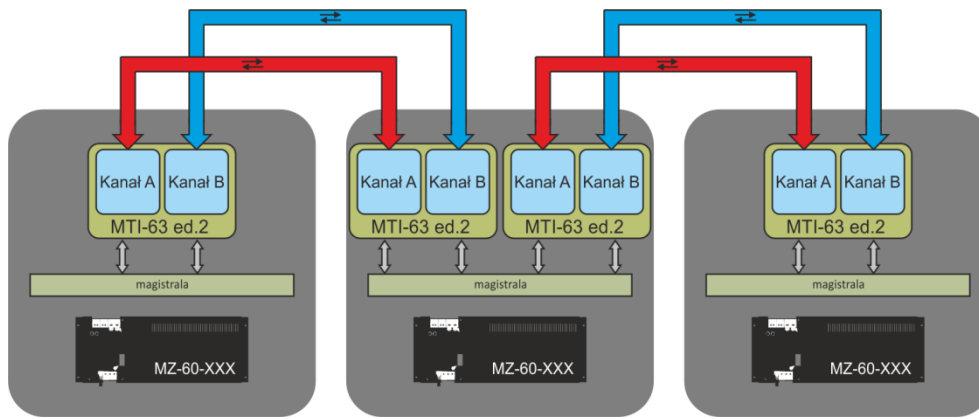 Kanał A Kanał B Kanał A Kanał B Kanał A Kanał B Kanał A Kanał B
MTI-63 ed.2 MTI-63 ed.2 MTI-63 ed.2 MTI-63 ed.2
magistrala magistrala magistrala
MZ-60-XXX MZ-60-XXX MZ-60-XXX